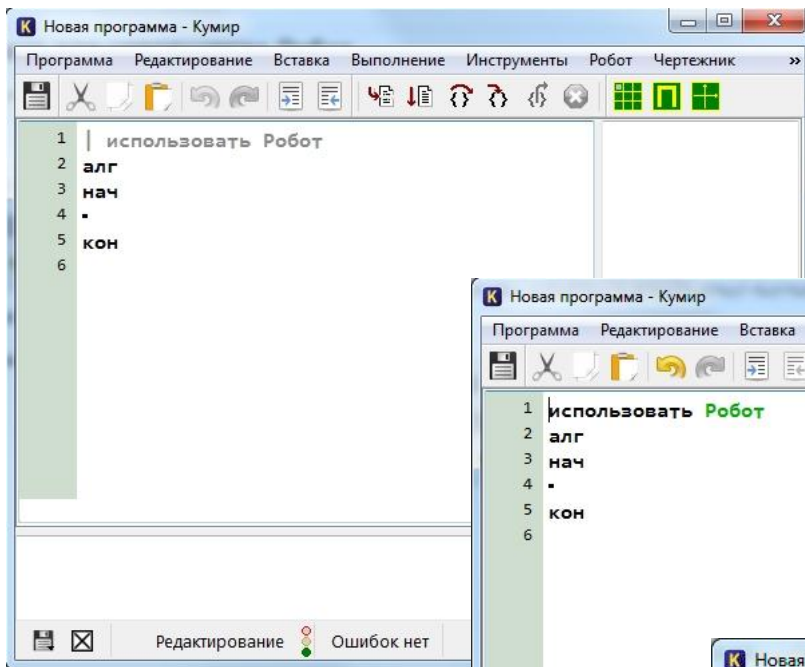 Новая программа - Кумир
Программа Редактирование Вставка Выполнение Инструменты Робот Чертежник »
1 | использовать Робот
2 алг
3 нач
4 .
5 кон
6
Редактирование Ошибок нет
Новая программа - Кумир
Программа Редактирование Вставка
1 использовать Робот
2 алг
3 нач
4 .
5 кон
6
Новая